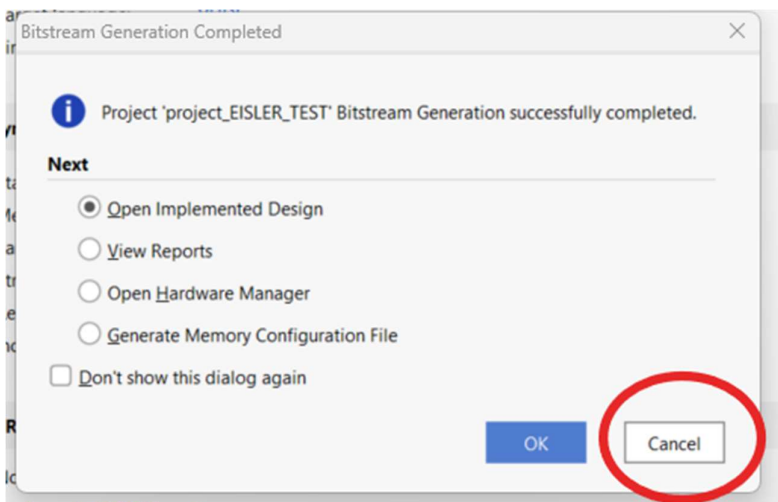 Bitstream Generation Completed
Project 'project_EISLER_TEST' Bitstream Generation successfully completed.
Next
Open Implemented Design
View Reports
Open Hardware Manager
Generate Memory Configuration File
Don't show this dialog again
OK
Cancel